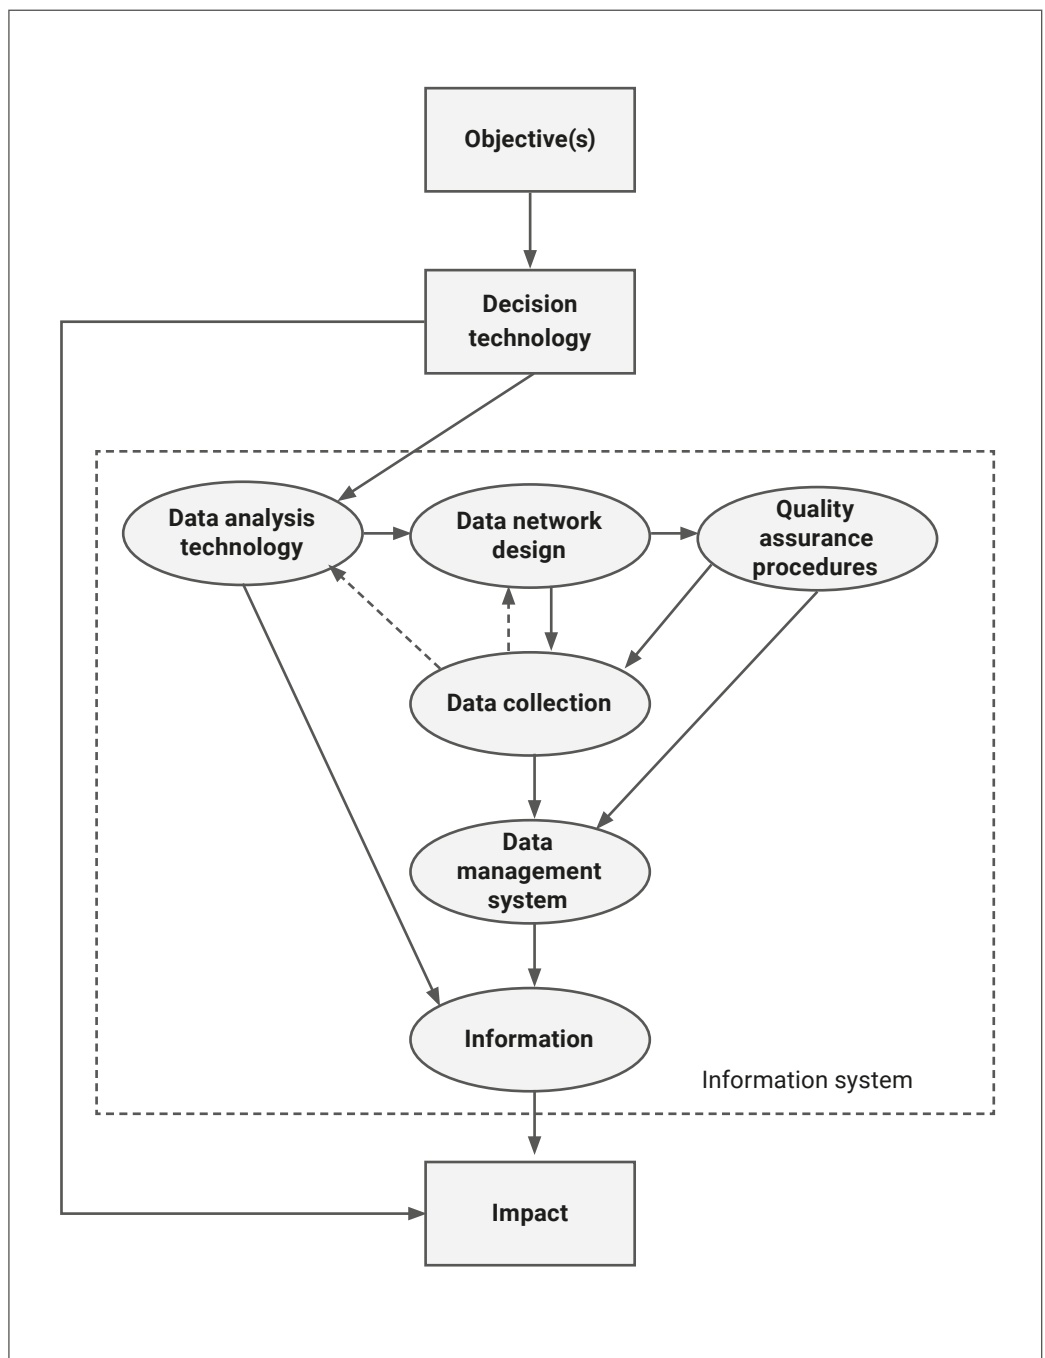 Objective(s)
Decision
technology
Data analysis
technology
Data network
design
Quality
assurance
procedures
Data collection
Data
management
system
Information
Information system
Impact